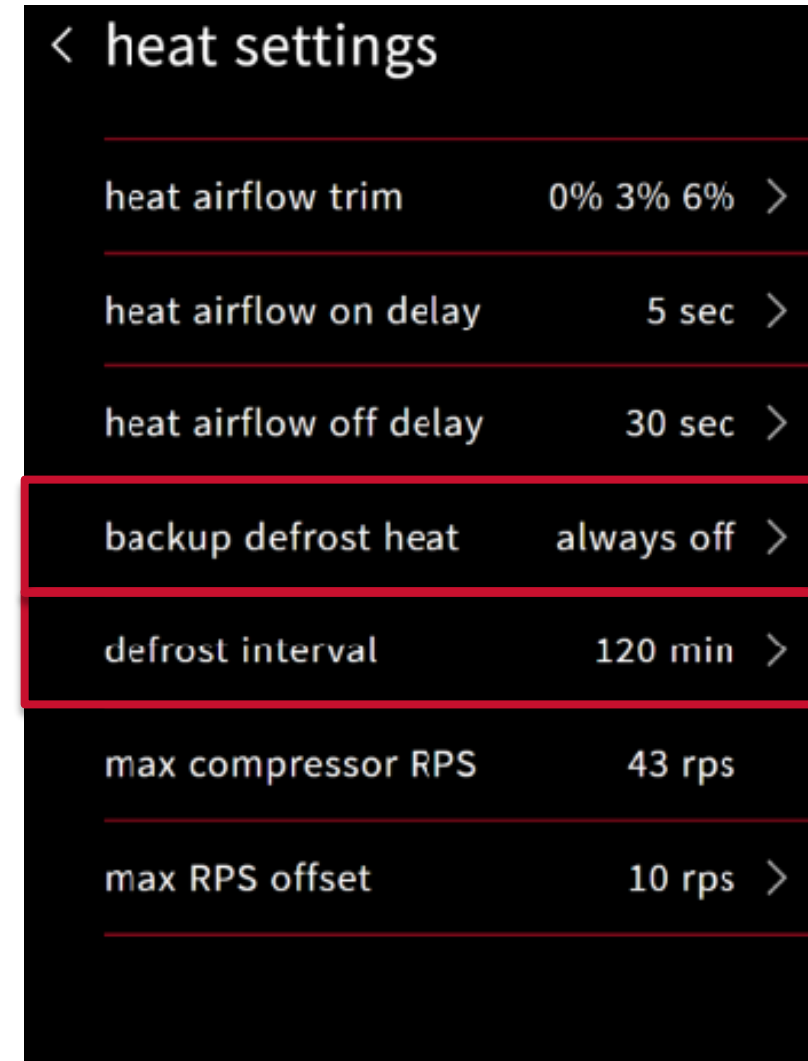 heat settings
heat airflow trim 0% 3% 6%
heat airflow on delay 5 sec
heat airflow off delay 30 sec
backup defrost heat always off
defrost interval 120 min
max compressor RPS 43 rps
max RPS offset 10 rps